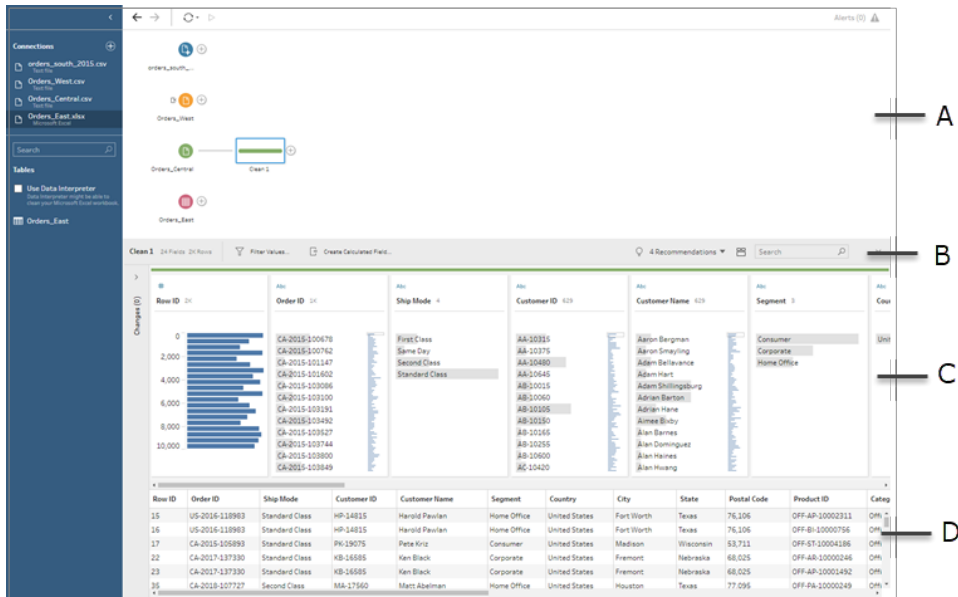 Alerts (0)
Connections
orders_south_2015.csv
Text file
Orders_West.csv
Text file
Orders_Central.csv
Text file
Orders_East.xlsx
Microsoft Excel
Search
Tables
Use Data Interpreter
Data Interpreter might be able to
clean your Microsoft Excel workbook.
Orders_East
orders_south_...
Orders_West
Orders_Central
Clean 1
Orders_East
A
Clean 1 24 Fields 2K Rows Filter Values... Create Calculated Field... 4 Recommendations Search
B
Changes (0)
#
Row ID 2K
0
2,000
4,000
6,000
8,000
10,000
Abc
Order ID 1K
CA-2015-100678
CA-2015-100762
CA-2015-101147
CA-2015-101602
CA-2015-103086
CA-2015-103100
CA-2015-103191
CA-2015-103492
CA-2015-103527
CA-2015-103744
CA-2015-103800
CA-2015-103849
Abc
Ship Mode 4
First Class
Same Day
Second Class
Standard Class
Abc
Customer ID 629
AA-10315
AA-10375
AA-10480
AA-10645
AB-10015
AB-10060
AB-10105
AB-10150
AB-10165
AB-10255
AB-10600
AC-10420
Abc
Customer Name 629
Aaron Bergman
Aaron Smayling
Adam Bellavance
Adam Hart
Adam Shillingsburg
Adrian Barton
Adrian Hane
Aimee Bixby
Alan Barnes
Alan Dominguez
Alan Haines
Alan Hwang
Abc
Segment 3
Consumer
Corporate
Home Office
Abc
Cour
Unit
C
Row ID Order ID Ship Mode Customer ID Customer Name Segment Country City State Postal Code Product ID Categ
15 US-2016-118983 Standard Class HP-14815 Harold Pawlan Home Office United States Fort Worth Texas 76,106 OFF-AP-10002311 Offi
16 US-2016-118983 Standard Class HP-14815 Harold Pawlan Home Office United States Fort Worth Texas 76,106 OFF-BI-10000756 Offi
17 CA-2015-105893 Standard Class PK-19075 Pete Kriz Consumer United States Madison Wisconsin 53,711 OFF-ST-10004186 Offi
22 CA-2017-137330 Standard Class KB-16585 Ken Black Corporate United States Fremont Nebraska 68,025 OFF-AR-10000246 Offi
23 CA-2017-137330 Standard Class KB-16585 Ken Black Corporate United States Fremont Nebraska 68,025 OFF-AP-10001492 Offi
35 CA-2018-107727 Second Class MA-17560 Matt Abelman Home Office United States Houston Texas 77,095 OFF-PA-10000249 Offi
D